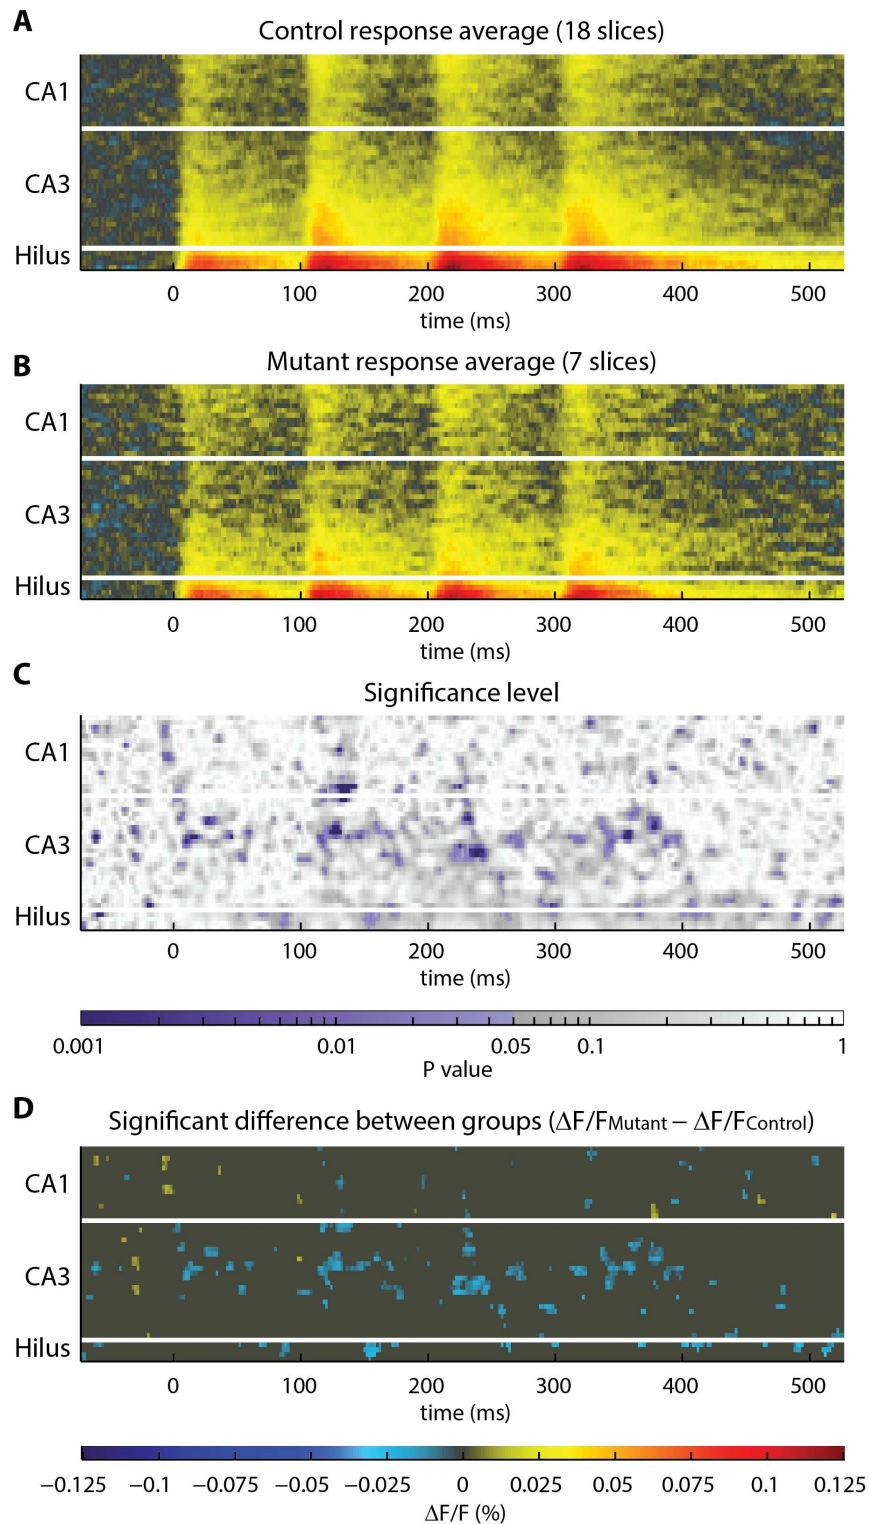 A
Control response average (18 slices)
CA1
CA3
Hilus
0 100 200 300 400 500
time (ms)
B
Mutant response average (7 slices)
CA1
CA3
Hilus
0 100 200 300 400 500
time (ms)
C
Significance level
CA1
CA3
Hilus
0 100 200 300 400 500
time (ms)
0.001 0.01 0.05 0.1 1
P value
D
Significant difference between groups (ΔF/FMutant – ΔF/FControl)
CA1
CA3
Hilus
0 100 200 300 400 500
time (ms)
−0.125 −0.1 −0.075 −0.05 −0.025 0 0.025 0.05 0.075 0.1 0.125
ΔF/F (%)